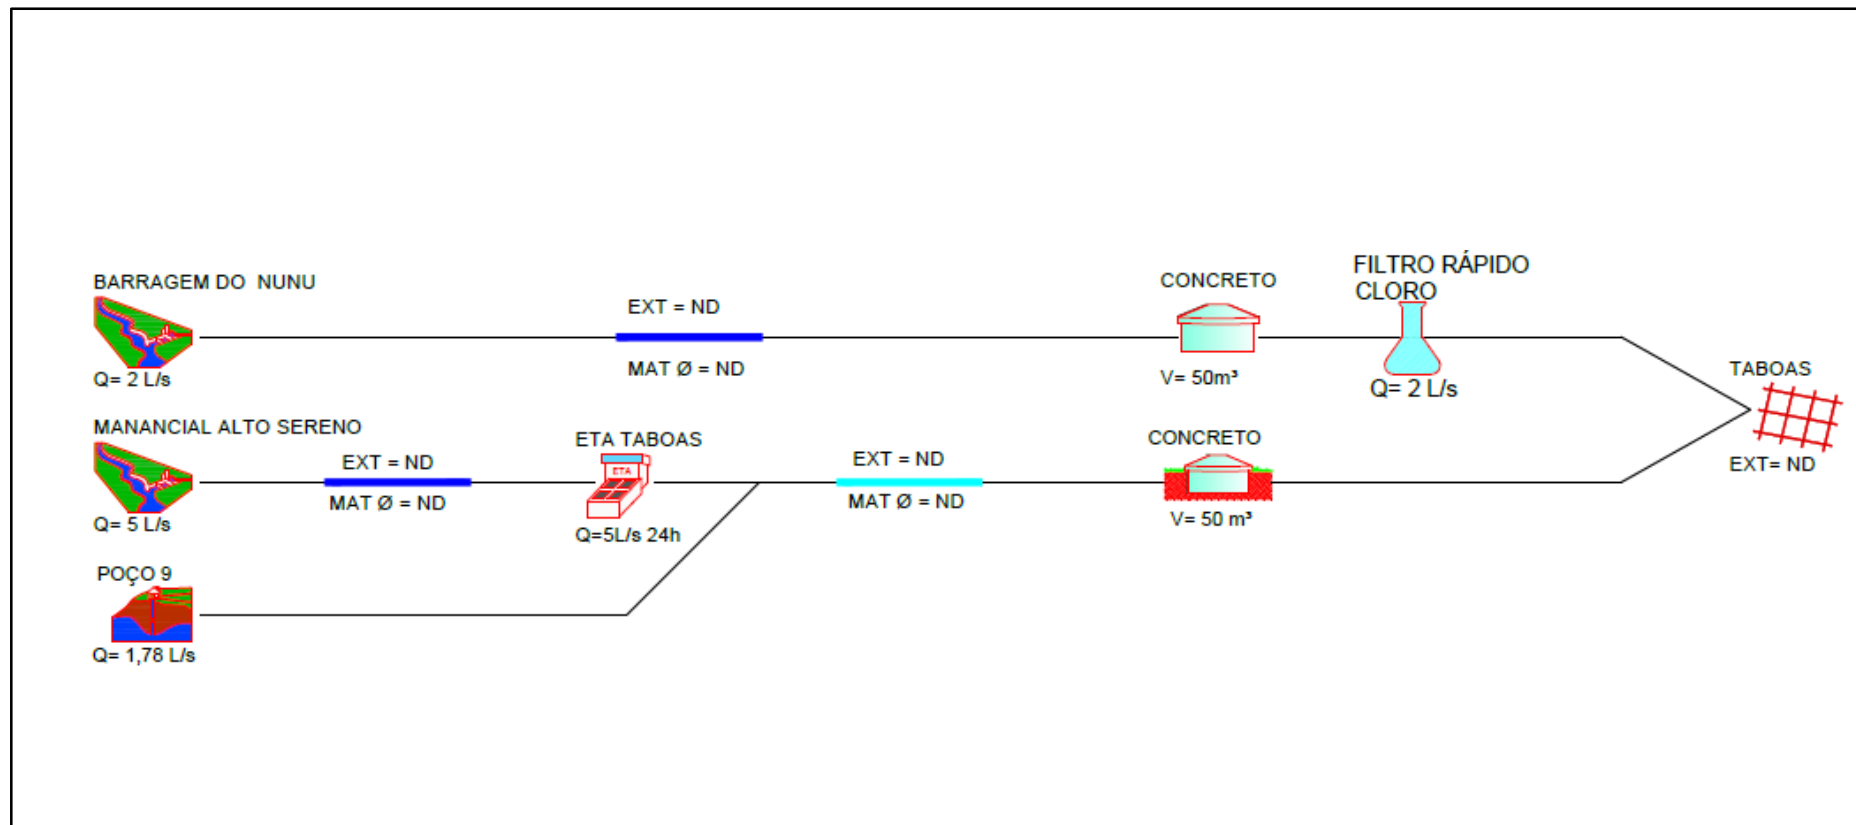 BARRAGEM DO NUNU
Q= 2 L/s
EXT = ND
MAT Ø = ND
CONCRETO
V= 50m³
FILTRO RÁPIDO
CLORO
Q= 2 L/s
TABOAS
EXT= ND
MANANCIAL ALTO SERENO
Q= 5 L/s
EXT = ND
MAT Ø = ND
ETA TABOAS
ETA
Q=5L/s 24h
EXT = ND
MAT Ø = ND
CONCRETO
V= 50 m³
POÇO 9
Q= 1,78 L/s